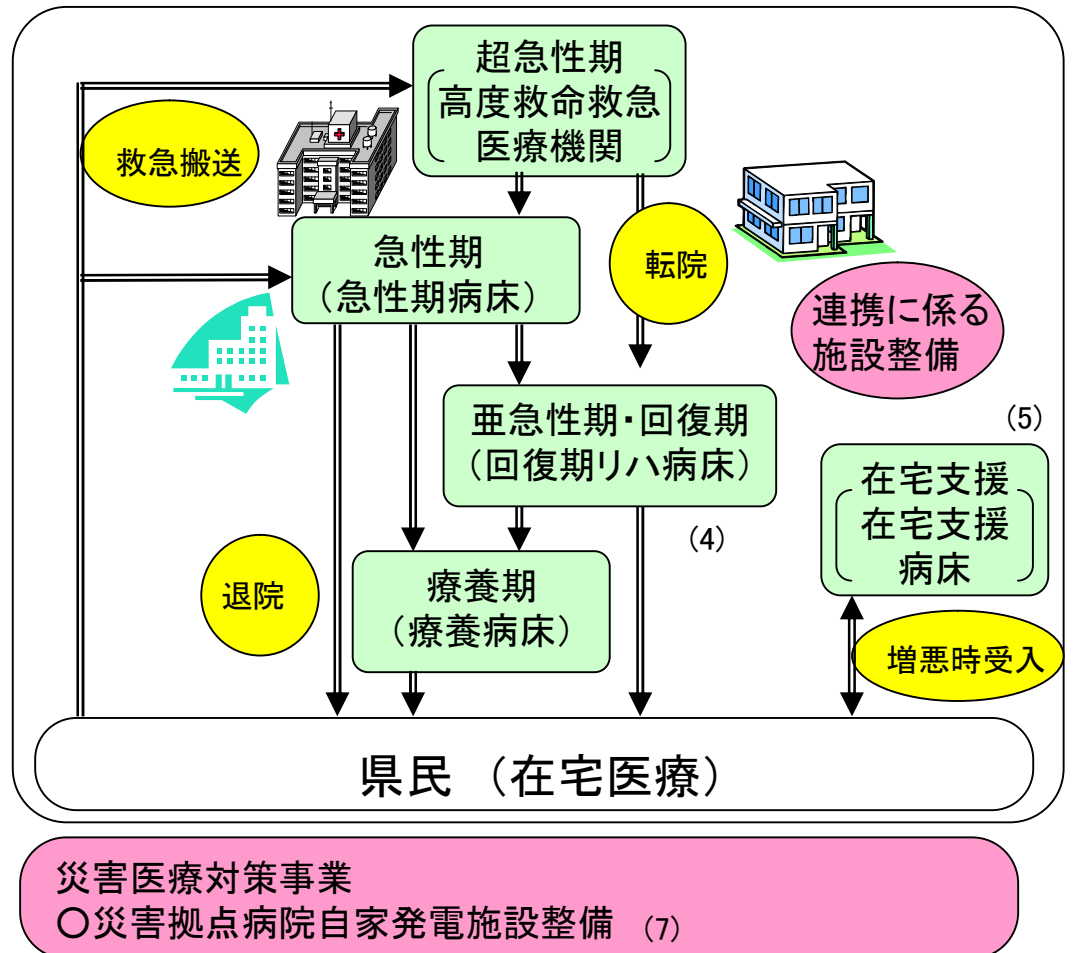 超急性期
高度救命救急
医療機関
救急搬送
急性期
（急性期病床）
転院
連携に係る
施設整備
亜急性期・回復期
（回復期リハ病床）
(5)
在宅支援
在宅支援
病床
(4)
退院
療養期
（療養病床）
増悪時受入
県民 （在宅医療）
災害医療対策事業
○災害拠点病院自家発電施設整備 (7)